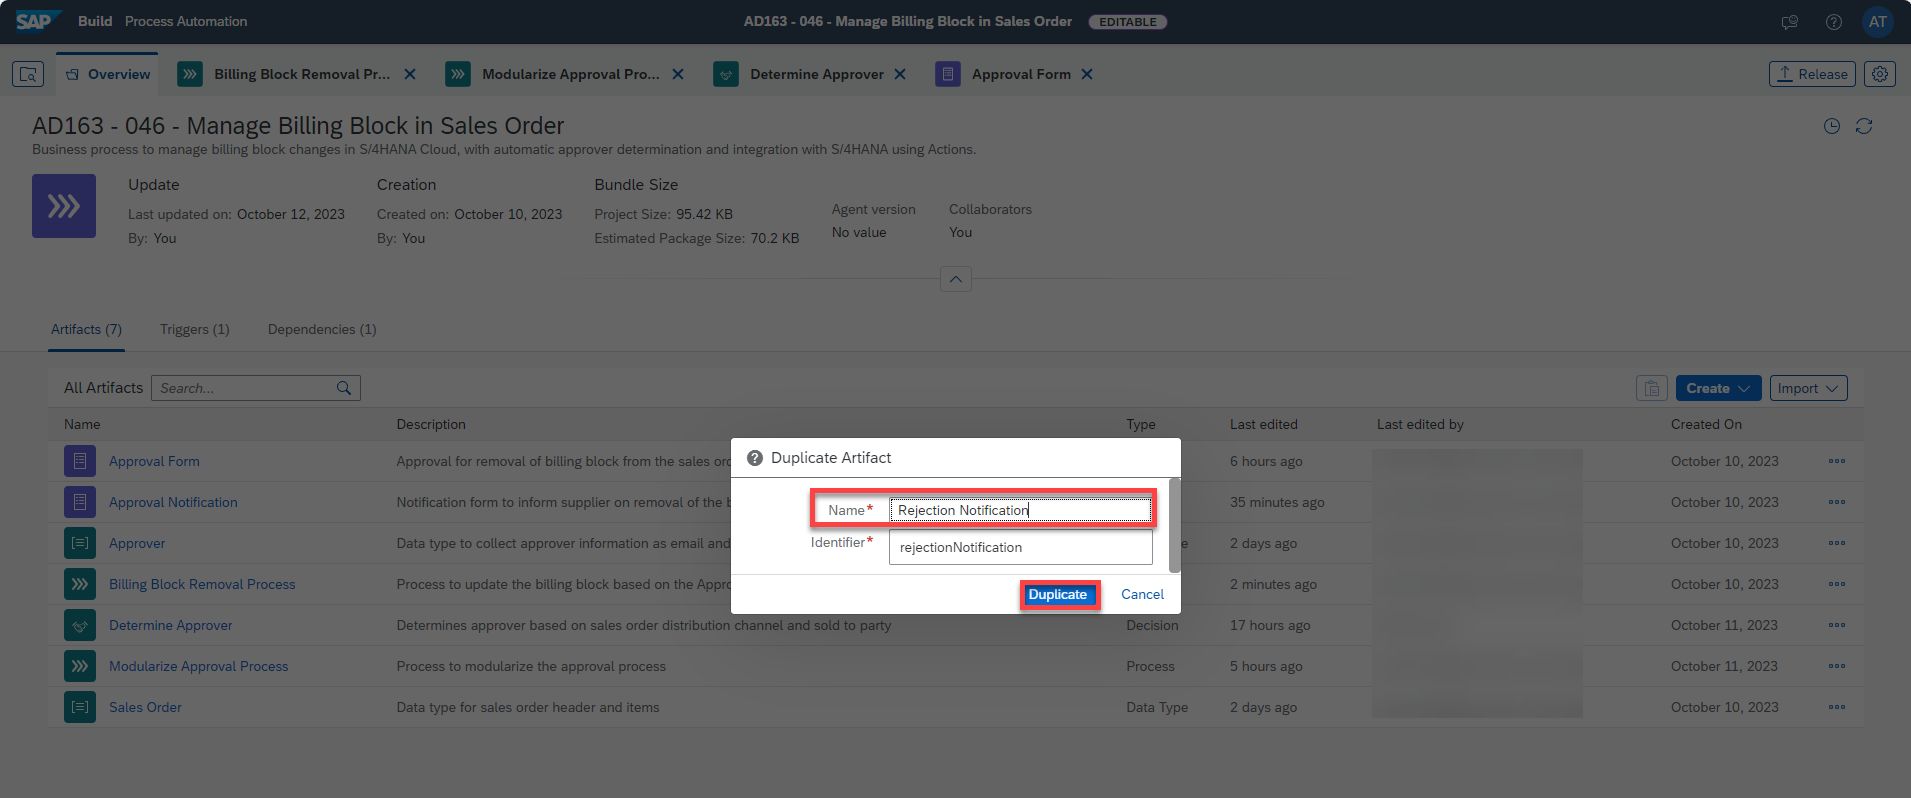 SAP Build Process Automation
AD163 - 046 - Manage Billing Block in Sales Order EDITABLE
AT
Overview
Billing Block Removal Pr...
Modularize Approval Pro...
Determine Approver
Approval Form
Release
AD163 - 046 - Manage Billing Block in Sales Order
Business process to manage billing block changes in S/4HANA Cloud, with automatic approver determination and integration with S/4HANA using Actions.
Update
Last updated on: October 12, 2023
By: You
Creation
Created on: October 10, 2023
By: You
Bundle Size
Project Size: 95.42 KB
Estimated Package Size: 70.2 KB
Agent version
No value
Collaborators
You
Artifacts (7) Triggers (1) Dependencies (1)
All Artifacts Search... Create Import
Name Description Type Last edited Last edited by Created On
Approval Form Approval for removal of billing block from the sales 6 hours ago October 10, 2023
Approval Notification Notification form to inform supplier on removal of the 35 minutes ago October 10, 2023
Approver Data type to collect approver information as email and 2 days ago October 10, 2023
Billing Block Removal Process Process to update the billing block based on the 2 minutes ago October 10, 2023
Determine Approver Determines approver based on sales order distribution channel and sold to party Decision 17 hours ago October 11, 2023
Modularize Approval Process Process to modularize the approval process Process 5 hours ago October 11, 2023
Sales Order Data type for sales order header and items Data Type 2 days ago October 10, 2023
? Duplicate Artifact
Name* Rejection Notification
Identifier* rejectionNotification
Duplicate Cancel